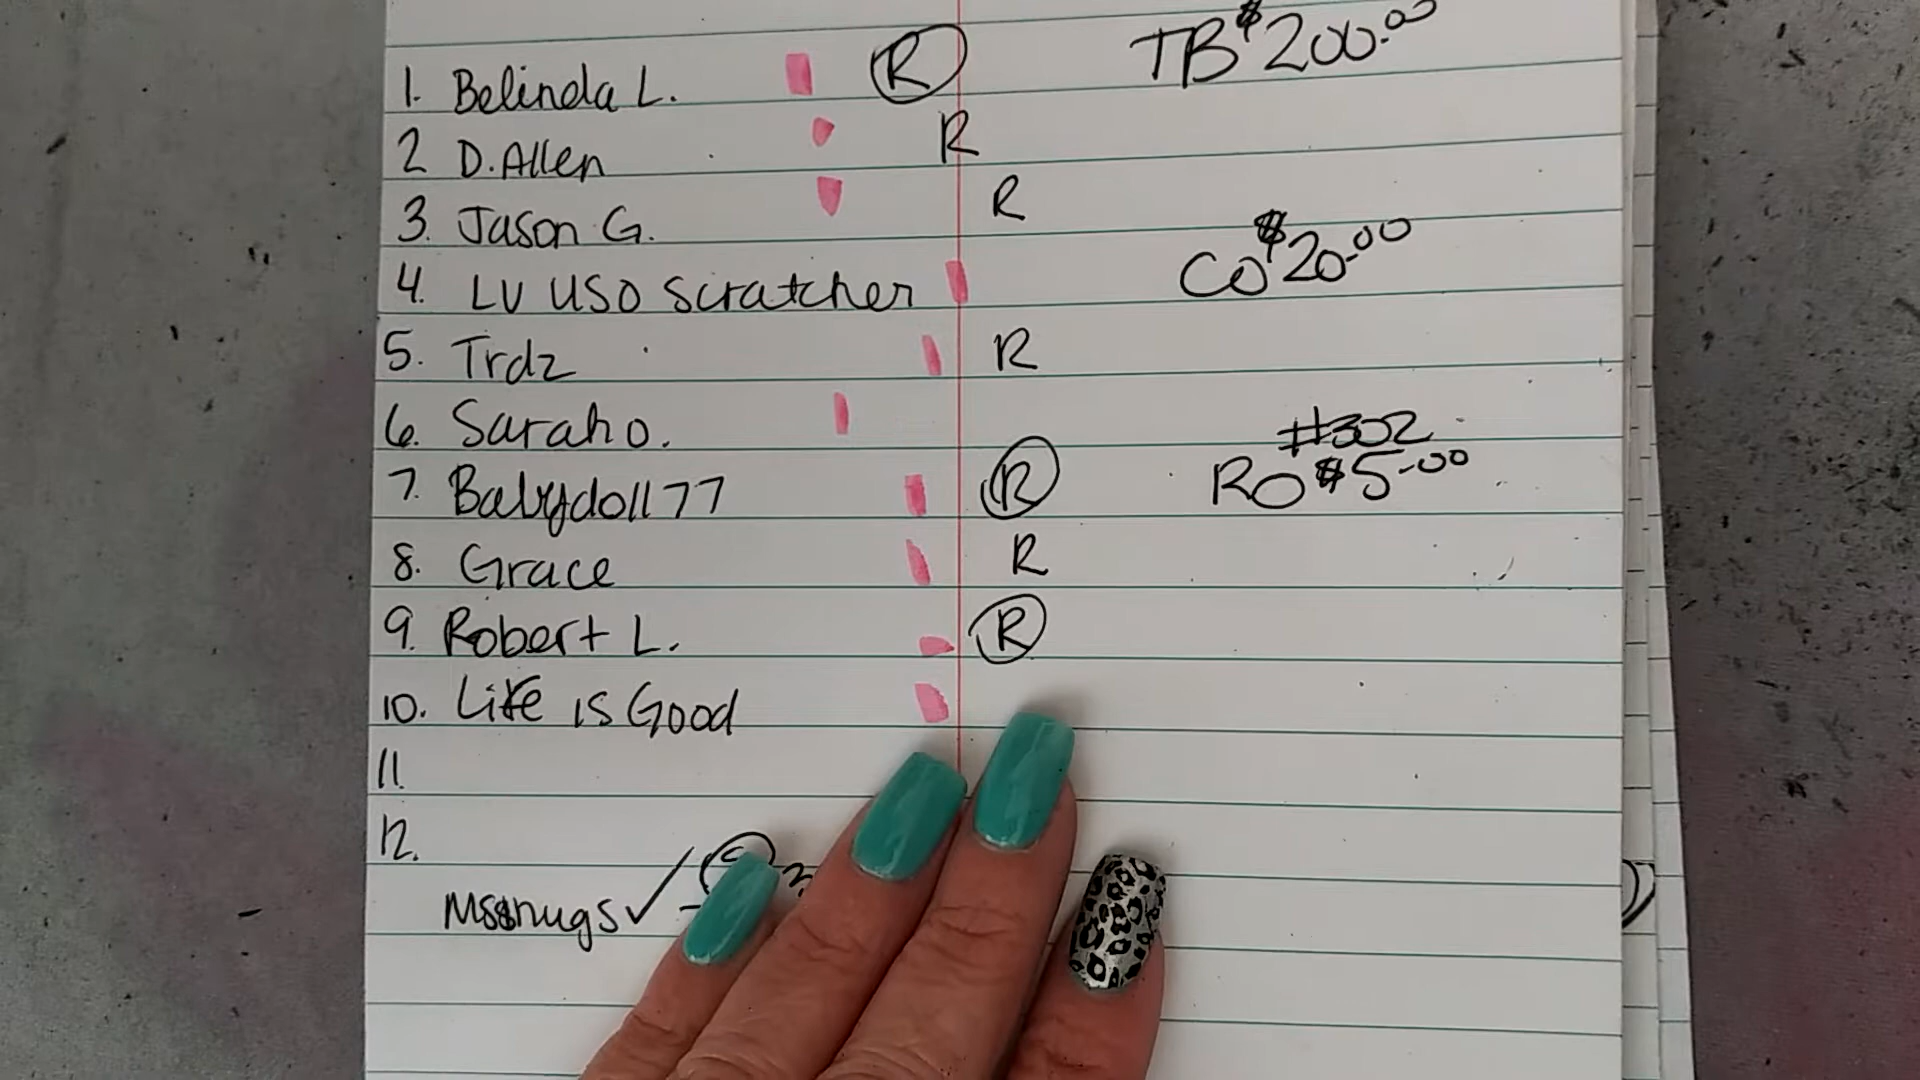 1. Belinda L. R TB $200.00
2 D. Allen R
3. Jason G. R
4. LV USO Scratcher CO $20.00
5. Trdz R
6. Sarah O. #302
7. Babydoll77 R RO $5.00
8. Grace R
9. Robert L. R
10. Life is Good
11.
12.